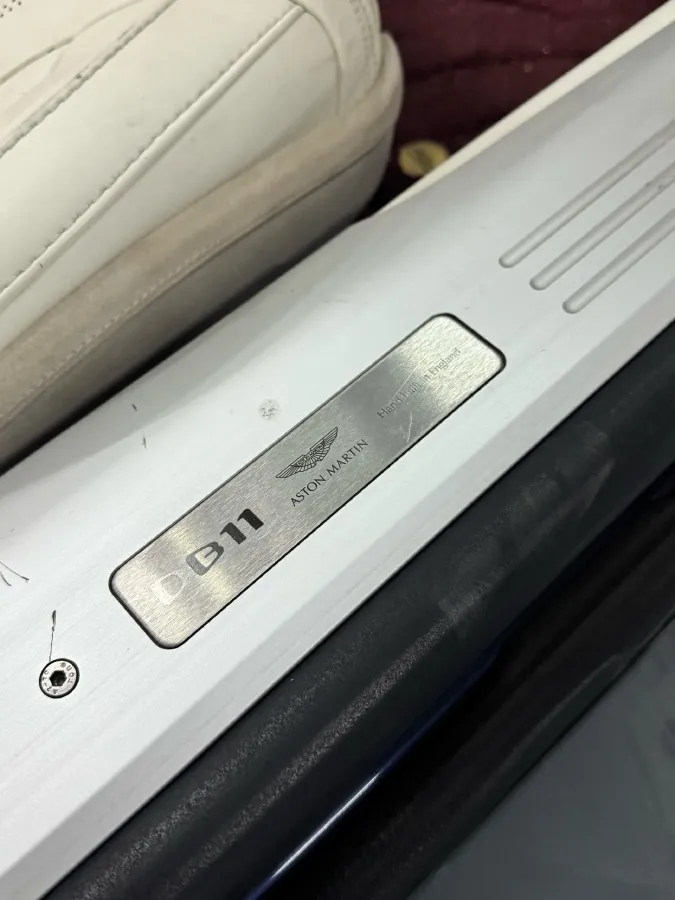 DB11
ASTON MARTIN
Hand built in England